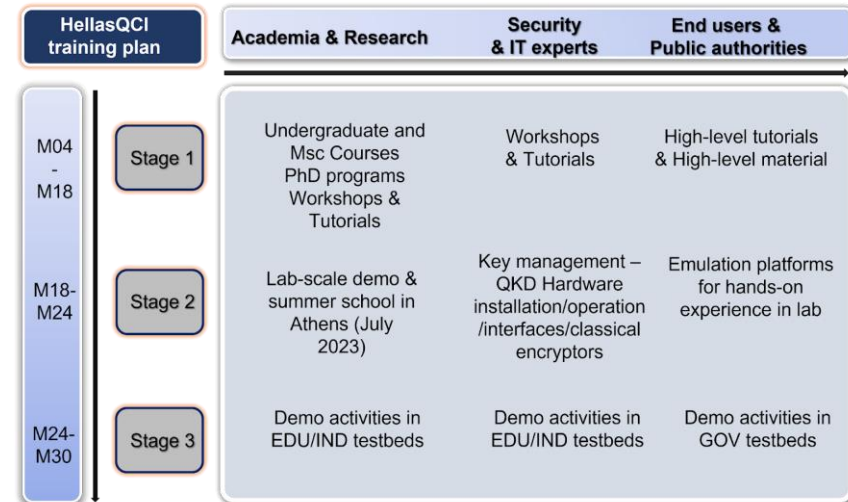 HellasQCI
training plan
Academia & Research
Security
& IT experts
End users &
Public authorities
M04
-
M18
Stage 1
Undergraduate and
Msc Courses
PhD programs
Workshops &
Tutorials
Workshops
& Tutorials
High-level tutorials
& High-level material
M18-
M24
Stage 2
Lab-scale demo &
summer school in
Athens (July
2023)
Key management –
QKD Hardware
installation/operation
/interfaces/classical
encryptors
Emulation platforms
for hands-on
experience in lab
M24-
M30
Stage 3
Demo activities in
EDU/IND testbeds
Demo activities in
EDU/IND testbeds
Demo activities in
GOV testbeds